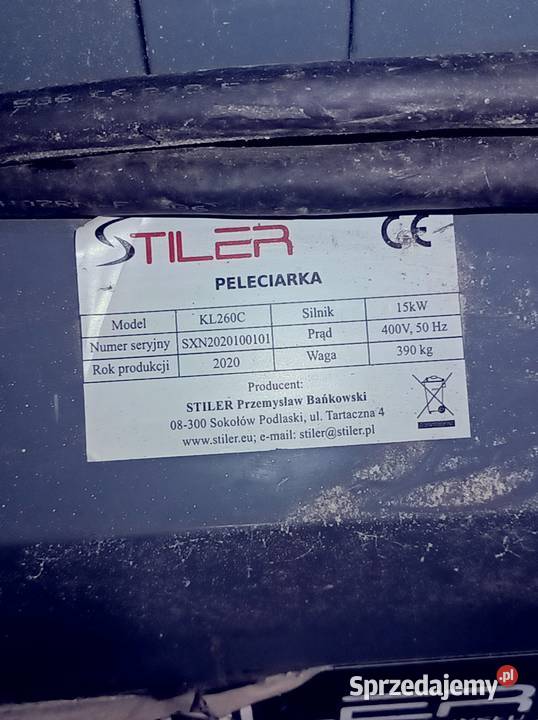 STILER
CE
PELECIARKA
Model KL260C Silnik 15kW
Numer seryjny SXN2020100101 Prąd 400V, 50 Hz
Rok produkcji 2020 Waga 390 kg
Producent:
STILER Przemysław Bańkowski
08-300 Sokołów Podlaski, ul. Tartaczna 4
www.stiler.eu; e-mail: stiler@stiler.pl
Sprzedajemy.pl